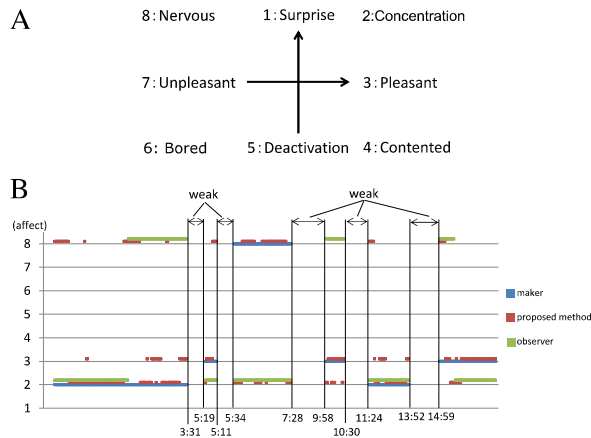 A
8：Nervous
1：Surprise
2:Concentration
7：Unpleasant
3：Pleasant
6： Bored
5：Deactivation
4：Contented
B
weak
weak
(affect)
8
7
6
5
4
3
2
1
maker
proposed method
observer
5:19 5:34 7:28 9:58 11:24 13:52 14:59
3:31 5:11 10:30